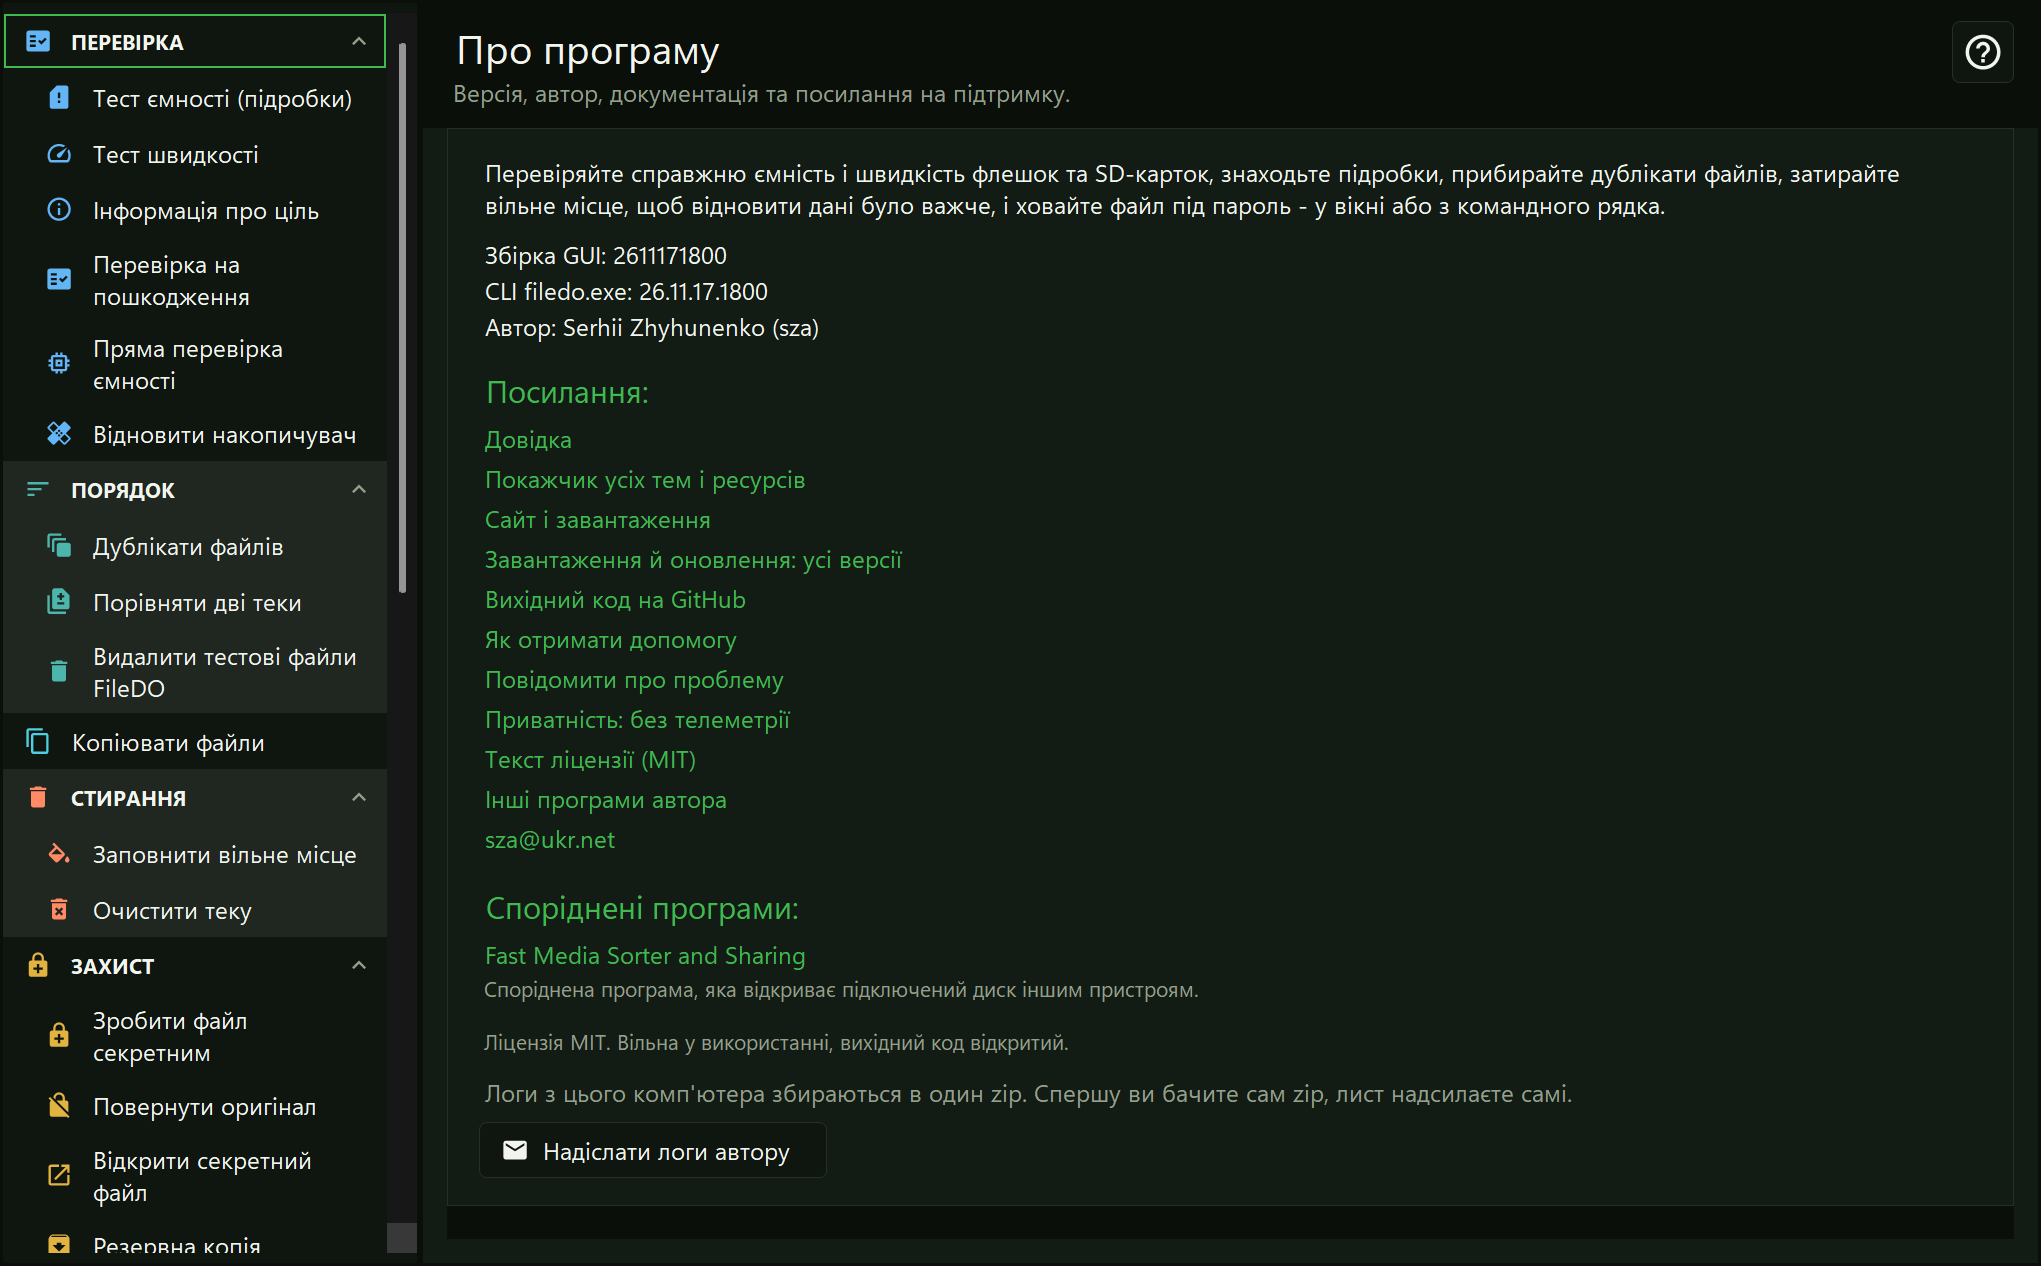 ПЕРЕВІРКА
Тест ємності (підробки)
Тест швидкості
Інформація про ціль
Перевірка на
пошкодження
Пряма перевірка
ємності
Відновити накопичувач
ПОРЯДОК
Дублікати файлів
Порівняти дві теки
Видалити тестові файли
FileDO
Копіювати файли
СТИРАННЯ
Заповнити вільне місце
Очистити теку
ЗАХИСТ
Зробити файл
секретним
Повернути оригінал
Відкрити секретний
файл
Резервна копія
Про програму
Версія, автор, документація та посилання на підтримку.
Перевіряйте справжню ємність і швидкість флешок та SD-карток, знаходьте підробки, прибирайте дублікати файлів, затирайте
вільне місце, щоб відновити дані було важче, і ховайте файл під пароль - у вікні або з командного рядка.
Збірка GUI: 2611171800
CLI filedo.exe: 26.11.17.1800
Автор: Serhii Zhyhunenko (sza)
Посилання:
Довідка
Покажчик усіх тем і ресурсів
Сайт і завантаження
Завантаження й оновлення: усі версії
Вихідний код на GitHub
Як отримати допомогу
Повідомити про проблему
Приватність: без телеметрії
Текст ліцензії (MIT)
Інші програми автора
sza@ukr.net
Споріднені програми:
Fast Media Sorter and Sharing
Споріднена програма, яка відкриває підключений диск іншим пристроям.
Ліцензія MIT. Вільна у використанні, вихідний код відкритий.
Логи з цього комп'ютера збираються в один zip. Спершу ви бачите сам zip, лист надсилаєте самі.
Надіслати логи автору